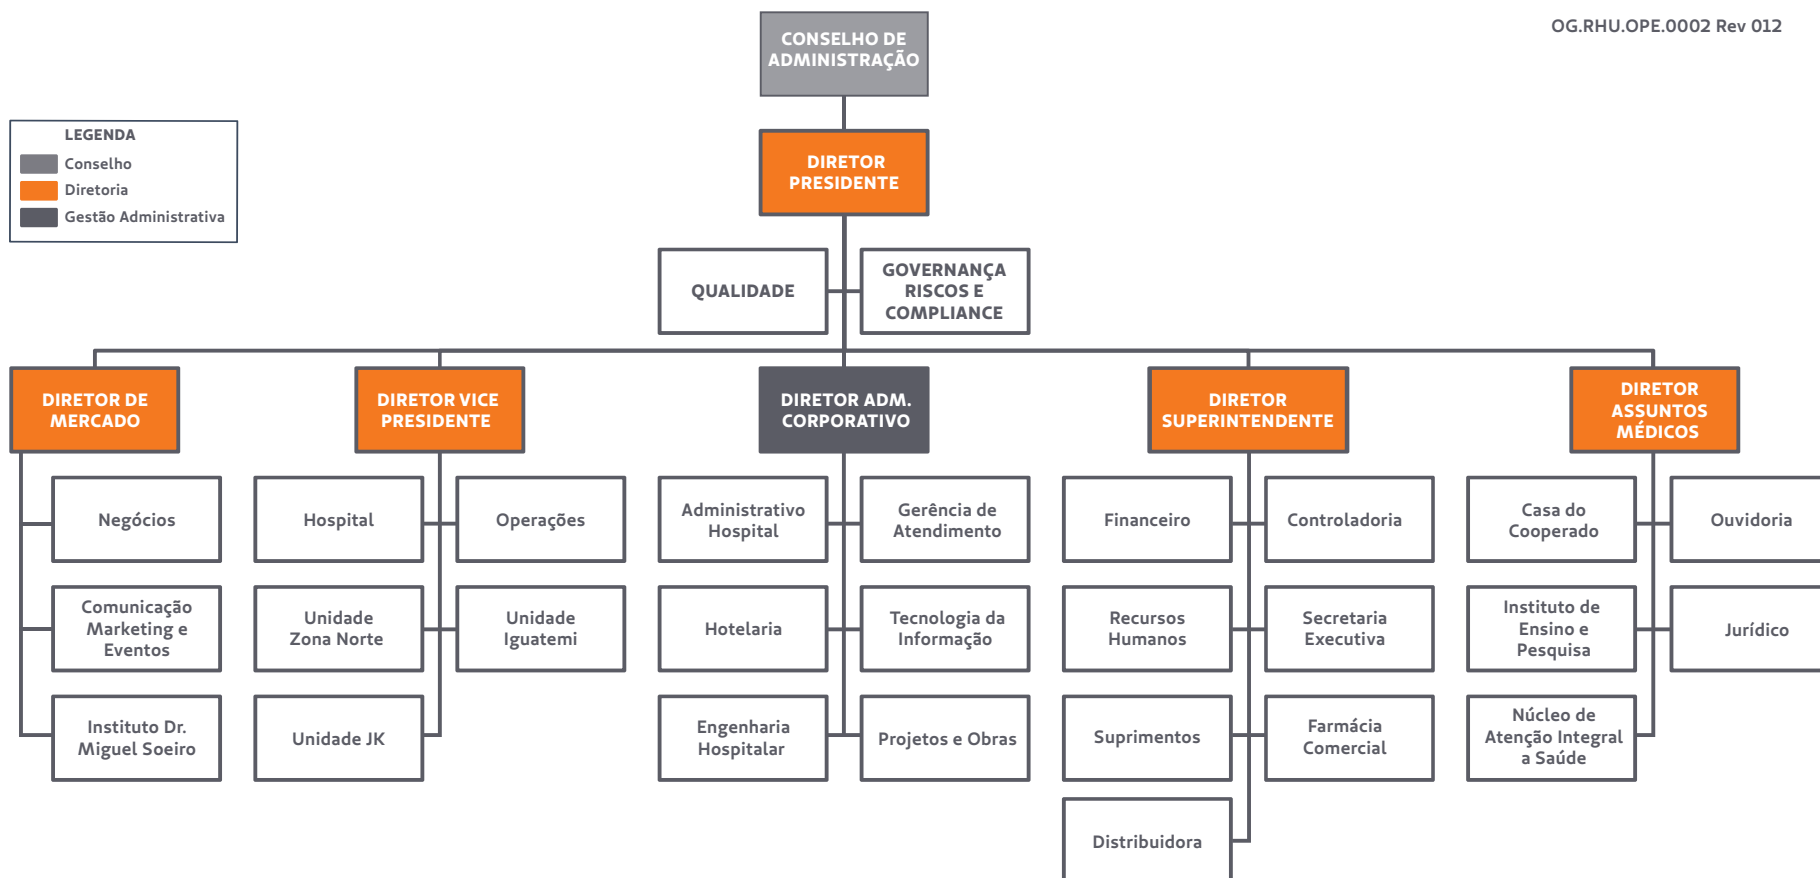 OG.RHU.OPE.0002 Rev 012
CONSELHO DE
ADMINISTRAÇÃO
LEGENDA
Conselho
Diretoria
Gestão Administrativa
DIRETOR
PRESIDENTE
QUALIDADE
GOVERNANÇA
RISCOS E
COMPLIANCE
DIRETOR DE
MERCADO
DIRETOR VICE
PRESIDENTE
DIRETOR ADM.
CORPORATIVO
DIRETOR
SUPERINTENDENTE
DIRETOR
ASSUNTOS
MÉDICOS
Negócios
Hospital
Operações
Administrativo
Hospital
Gerência de
Atendimento
Financeiro
Controladoria
Casa do
Cooperado
Ouvidoria
Comunicação
Marketing e
Eventos
Unidade
Zona Norte
Unidade
Iguatemi
Hotelaria
Tecnologia da
Informação
Recursos
Humanos
Secretaria
Executiva
Instituto de
Ensino e
Pesquisa
Jurídico
Instituto Dr.
Miguel Soeiro
Unidade JK
Engenharia
Hospitalar
Projetos e Obras
Suprimentos
Farmácia
Comercial
Núcleo de
Atenção Integral
a Saúde
Distribuidora